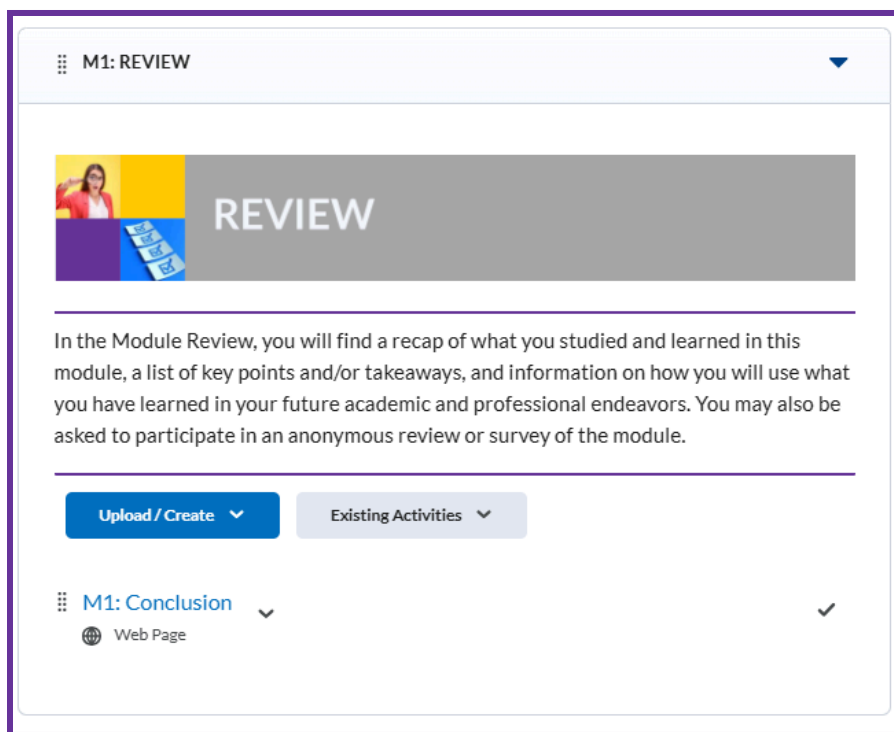 M1: REVIEW
REVIEW
In the Module Review, you will find a recap of what you studied and learned in this
module, a list of key points and/or takeaways, and information on how you will use what
you have learned in your future academic and professional endeavors. You may also be
asked to participate in an anonymous review or survey of the module.
Upload / Create
Existing Activities
M1: Conclusion
Web Page